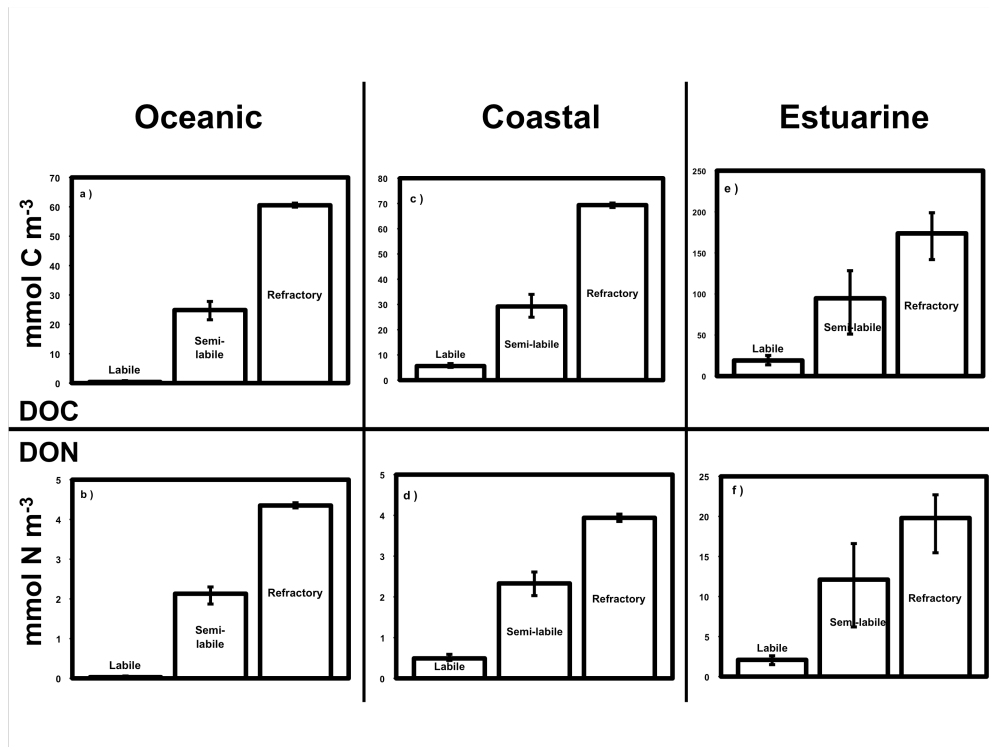 Oceanic
Coastal
Estuarine
mmol C m-3
a )
70
60
50
40
30
20
10
0
Labile
Semi-
labile
Refractory
c )
80
70
60
50
40
30
20
10
0
Labile
Semi-labile
Refractory
e )
250
200
150
100
50
0
Labile
Semi-labile
Refractory
DOC
DON
mmol N m-3
b )
5
4
3
2
1
0
Labile
Semi-
labile
Refractory
d )
5
4
3
2
1
0
Labile
Semi-labile
Refractory
f )
25
20
15
10
5
0
Labile
Semi-labile
Refractory